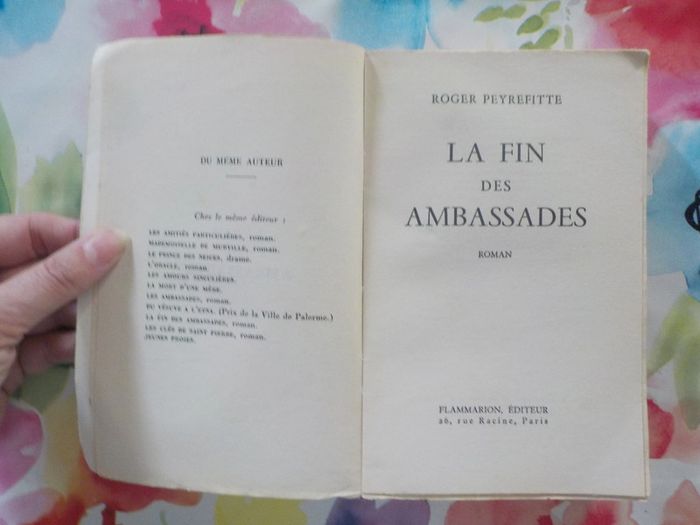 DU MÊME AUTEUR
Chez le même éditeur :
LES AMITIÉS PARTICULIÈRES, roman.
MADEMOISELLE DE MURVILLE, roman.
LE PRINCE DES NEIGES, drame.
L'ORACLE, roman
LES AMOURS SINGULIÈRES.
LA MORT D'UNE MÈRE.
LES AMBASSADES, roman.
DU VÉSUVE A L'ETNA. (Prix de la Ville de Palerme.)
LA FIN DES AMBASSADES, roman.
LES CLÉS DE SAINT PIERRE, roman.
JEUNES PROIES.
ROGER PEYREFITTE
LA FIN
DES
AMBASSADES
ROMAN
FLAMMARION, ÉDITEUR
26, rue Racine, Paris